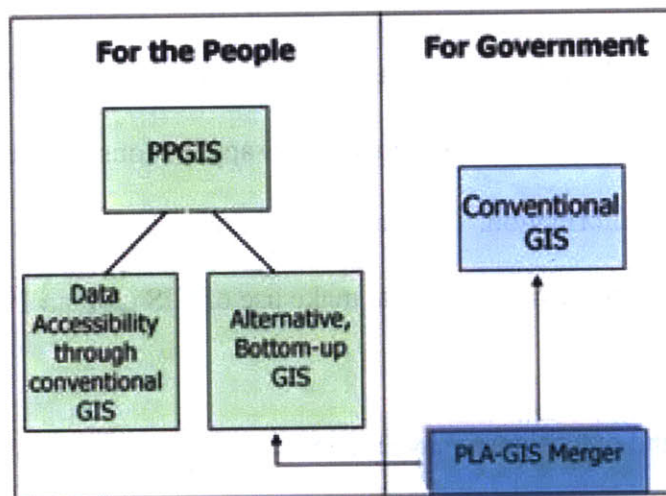 For the People
For Government
PPGIS
Conventional
GIS
Data
Accessibility
through
conventional
GIS
Alternative,
Bottom-up
GIS
PLA-GIS Merger